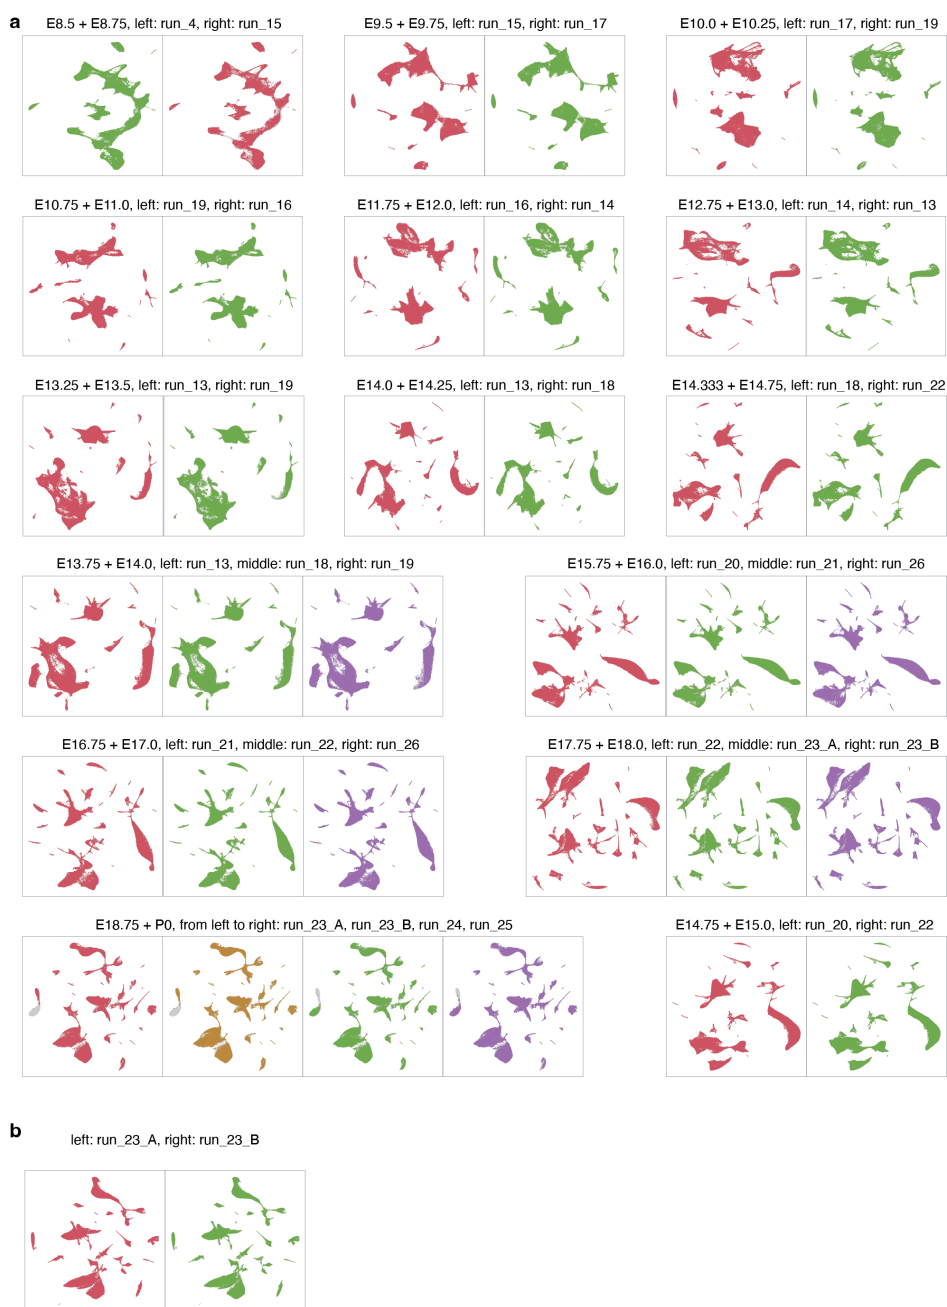 a
E8.5 + E8.75, left: run_4, right: run_15
E9.5 + E9.75, left: run_15, right: run_17
E10.0 + E10.25, left: run_17, right: run_19
E10.75 + E11.0, left: run_19, right: run_16
E11.75 + E12.0, left: run_16, right: run_14
E12.75 + E13.0, left: run_14, right: run_13
E13.25 + E13.5, left: run_13, right: run_19
E14.0 + E14.25, left: run_13, right: run_18
E14.333 + E14.75, left: run_18, right: run_22
E13.75 + E14.0, left: run_13, middle: run_18, right: run_19
E15.75 + E16.0, left: run_20, middle: run_21, right: run_26
E16.75 + E17.0, left: run_21, middle: run_22, right: run_26
E17.75 + E18.0, left: run_22, middle: run_23_A, right: run_23_B
E18.75 + P0, from left to right: run_23_A, run_23_B, run_24, run_25
E14.75 + E15.0, left: run_20, right: run_22
b
left: run_23_A, right: run_23_B